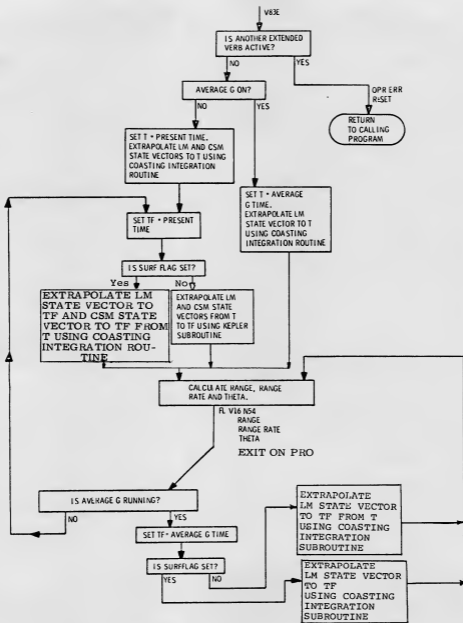 V83E
IS ANOTHER EXTENDED
VERB ACTIVE?
NO
YES
OPR ERR
RESET
RETURN
TO CALLING
PROGRAM
AVERAGE G ON?
NO
YES
SET T = PRESENT TIME.
EXTRAPOLATE LM AND CSM
STATE VECTORS TO T USING
COASTING INTEGRATION
ROUTINE
SET T = AVERAGE
G TIME.
EXTRAPOLATE LM
STATE VECTOR TO T
USING COASTING
INTEGRATION ROUTINE
SET TF = PRESENT
TIME
IS SURF FLAG SET?
Yes
No
EXTRAPOLATE LM
STATE VECTOR TO
TF AND CSM STATE
VECTOR TO TF FROM
T USING COASTING
INTEGRATION ROU-
TINE
EXTRAPOLATE LM
AND CSM STATE
VECTORS FROM T
TO TF USING KEPLER
SUBROUTINE
CALCULATE RANGE, RANGE
RATE AND THETA.
FL V16 N54
RANGE
RANGE RATE
THETA
EXIT ON PRO
IS AVERAGE G RUNNING?
NO
YES
SET TF = AVERAGE G TIME
IS SURFFLAG SET?
YES
NO
EXTRAPOLATE
LM STATE VECTOR
TO TF FROM T
USING COASTING
INTEGRATION
SUBROUTINE
EXTRAPOLATE
LM STATE VECTOR
TO TF
USING COASTING
INTEGRATION
SUBROUTINE